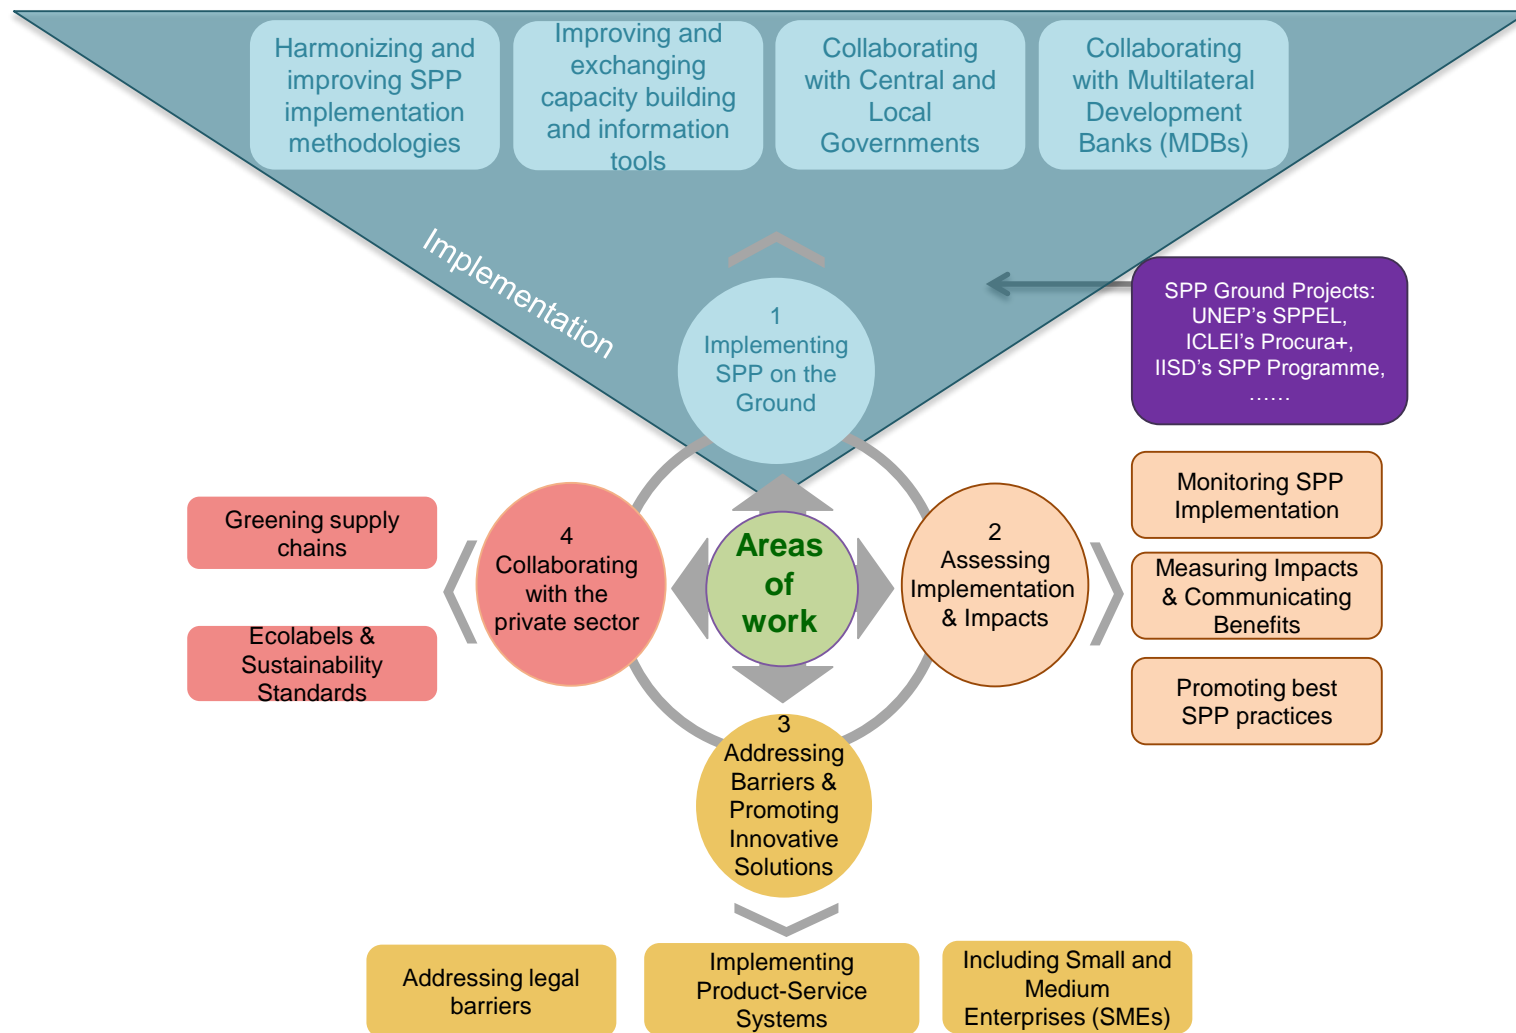 Harmonizing and
improving SPP
implementation
methodologies
Improving and
exchanging
capacity building
and information
tools
Collaborating
with Central and
Local
Governments
Collaborating
with Multilateral
Development
Banks (MDBs)
Implementation
1
Implementing
SPP on the
Ground
SPP Ground Projects:
UNEP’s SPPEL,
ICLEI’s Procura+,
IISD’s SPP Programme,
……
Areas
of
work
2
Assessing
Implementation
& Impacts
Monitoring SPP
Implementation
Measuring Impacts
& Communicating
Benefits
Promoting best
SPP practices
3
Addressing
Barriers &
Promoting
Innovative
Solutions
Addressing legal
barriers
Implementing
Product-Service
Systems
Including Small and
Medium
Enterprises (SMEs)
4
Collaborating
with the
private sector
Greening supply
chains
Ecolabels &
Sustainability
Standards